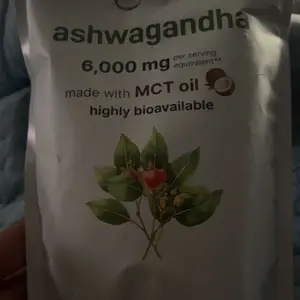 ashwagandha
6,000 mg per serving
equivalent**
made with MCT oil
highly bioavailable